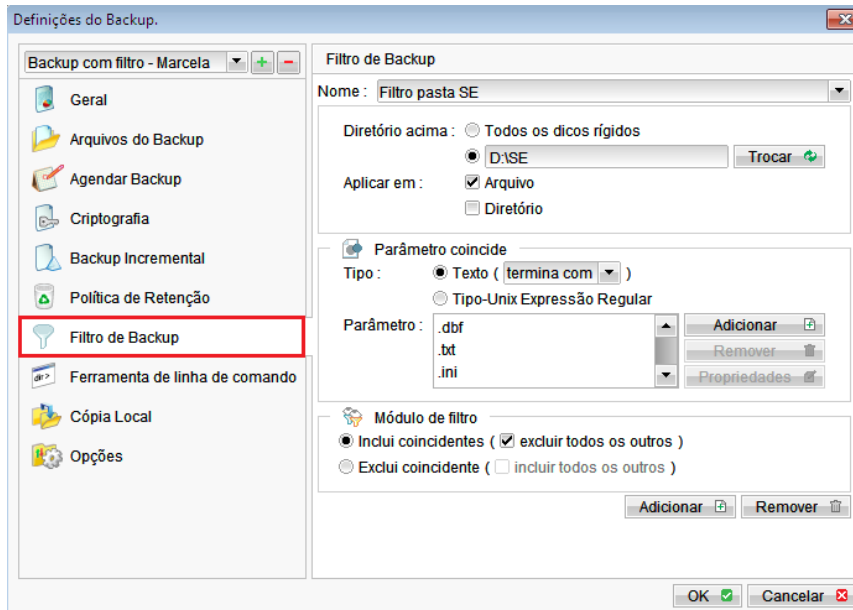 Definições do Backup.
Backup com filtro - Marcela
Geral
Arquivos do Backup
Agendar Backup
Criptografia
Backup Incremental
Política de Retenção
Filtro de Backup
Ferramenta de linha de comando
Cópia Local
Opções
Filtro de Backup
Nome : Filtro pasta SE
Diretório acima : Todos os dicos rígidos
D:\SE Trocar
Aplicar em : Arquivo
Diretório
Parâmetro coincide
Tipo : Texto ( termina com )
Tipo-Unix Expressão Regular
Parâmetro : .dbf Adicionar
.txt Remover
.ini Propriedades
Módulo de filtro
Inclui coincidentes ( excluir todos os outros )
Exclui coincidente ( incluir todos os outros )
Adicionar Remover
OK Cancelar